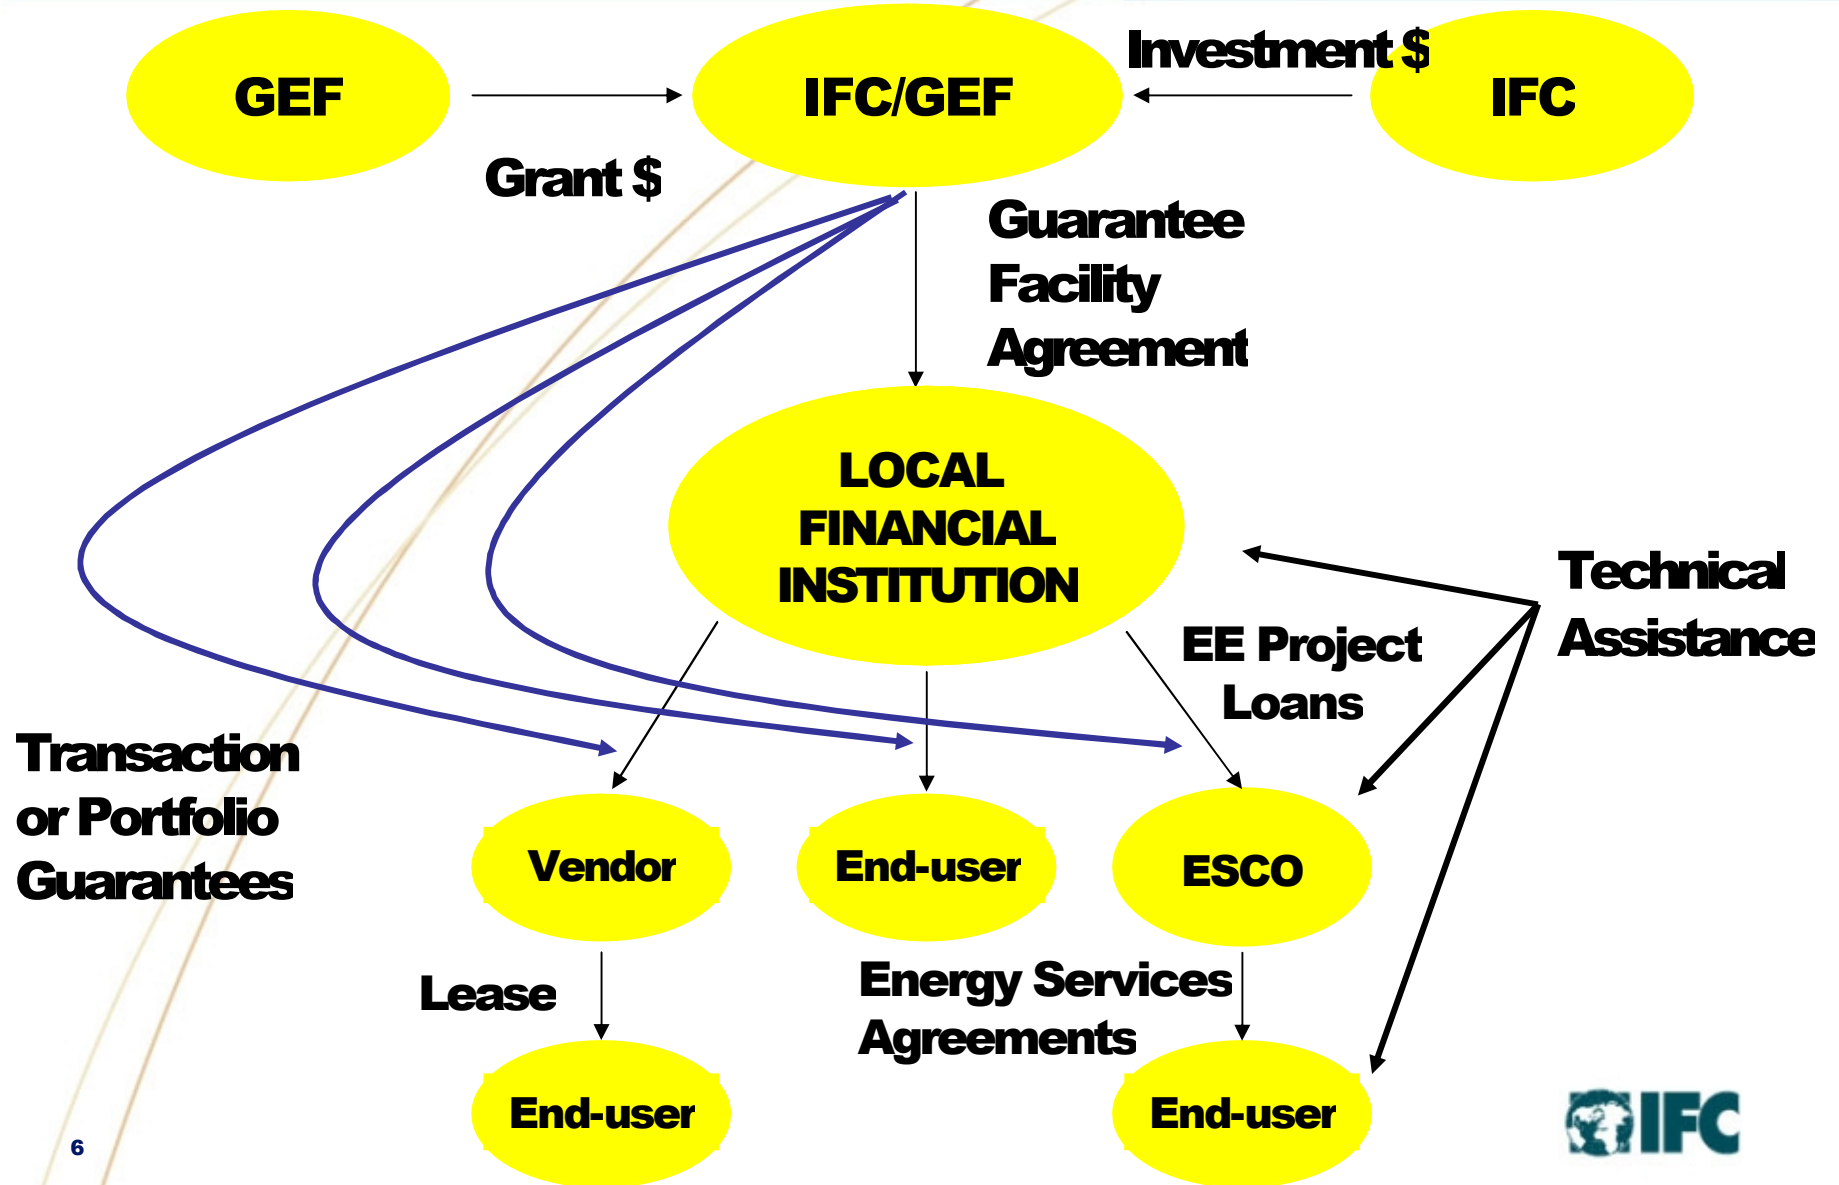 GEF
IFC/GEF
Investment $
IFC
Grant $
Guarantee
Facility
Agreement
LOCAL
FINANCIAL
INSTITUTION
Technical
Assistance
EE Project
Loans
Transaction
or Portfolio
Guarantees
Vendor
End-user
ESCO
Lease
Energy Services
Agreements
End-user
End-user
6
IFC